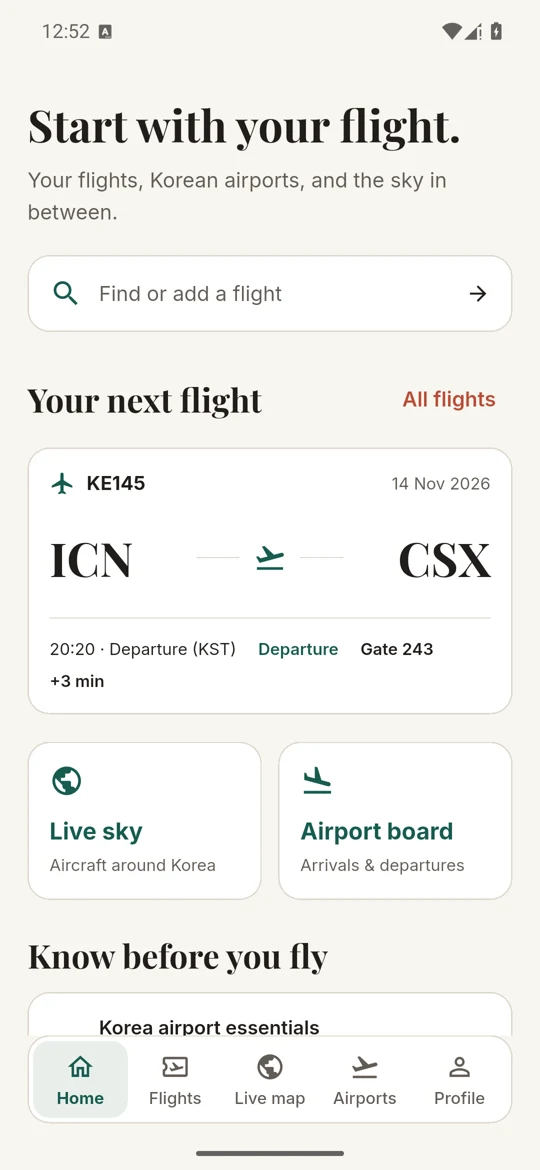 12:52
A
Start with your flight.
Your flights, Korean airports, and the sky in
between.
Find or add a flight
Your next flight
All flights
KE145
14 Nov 2026
ICN
CSX
20:20 · Departure (KST) Departure Gate 243
+3 min
Live sky
Aircraft around Korea
Airport board
Arrivals & departures
Know before you fly
Korea airport essentials
Home Flights Live map Airports Profile